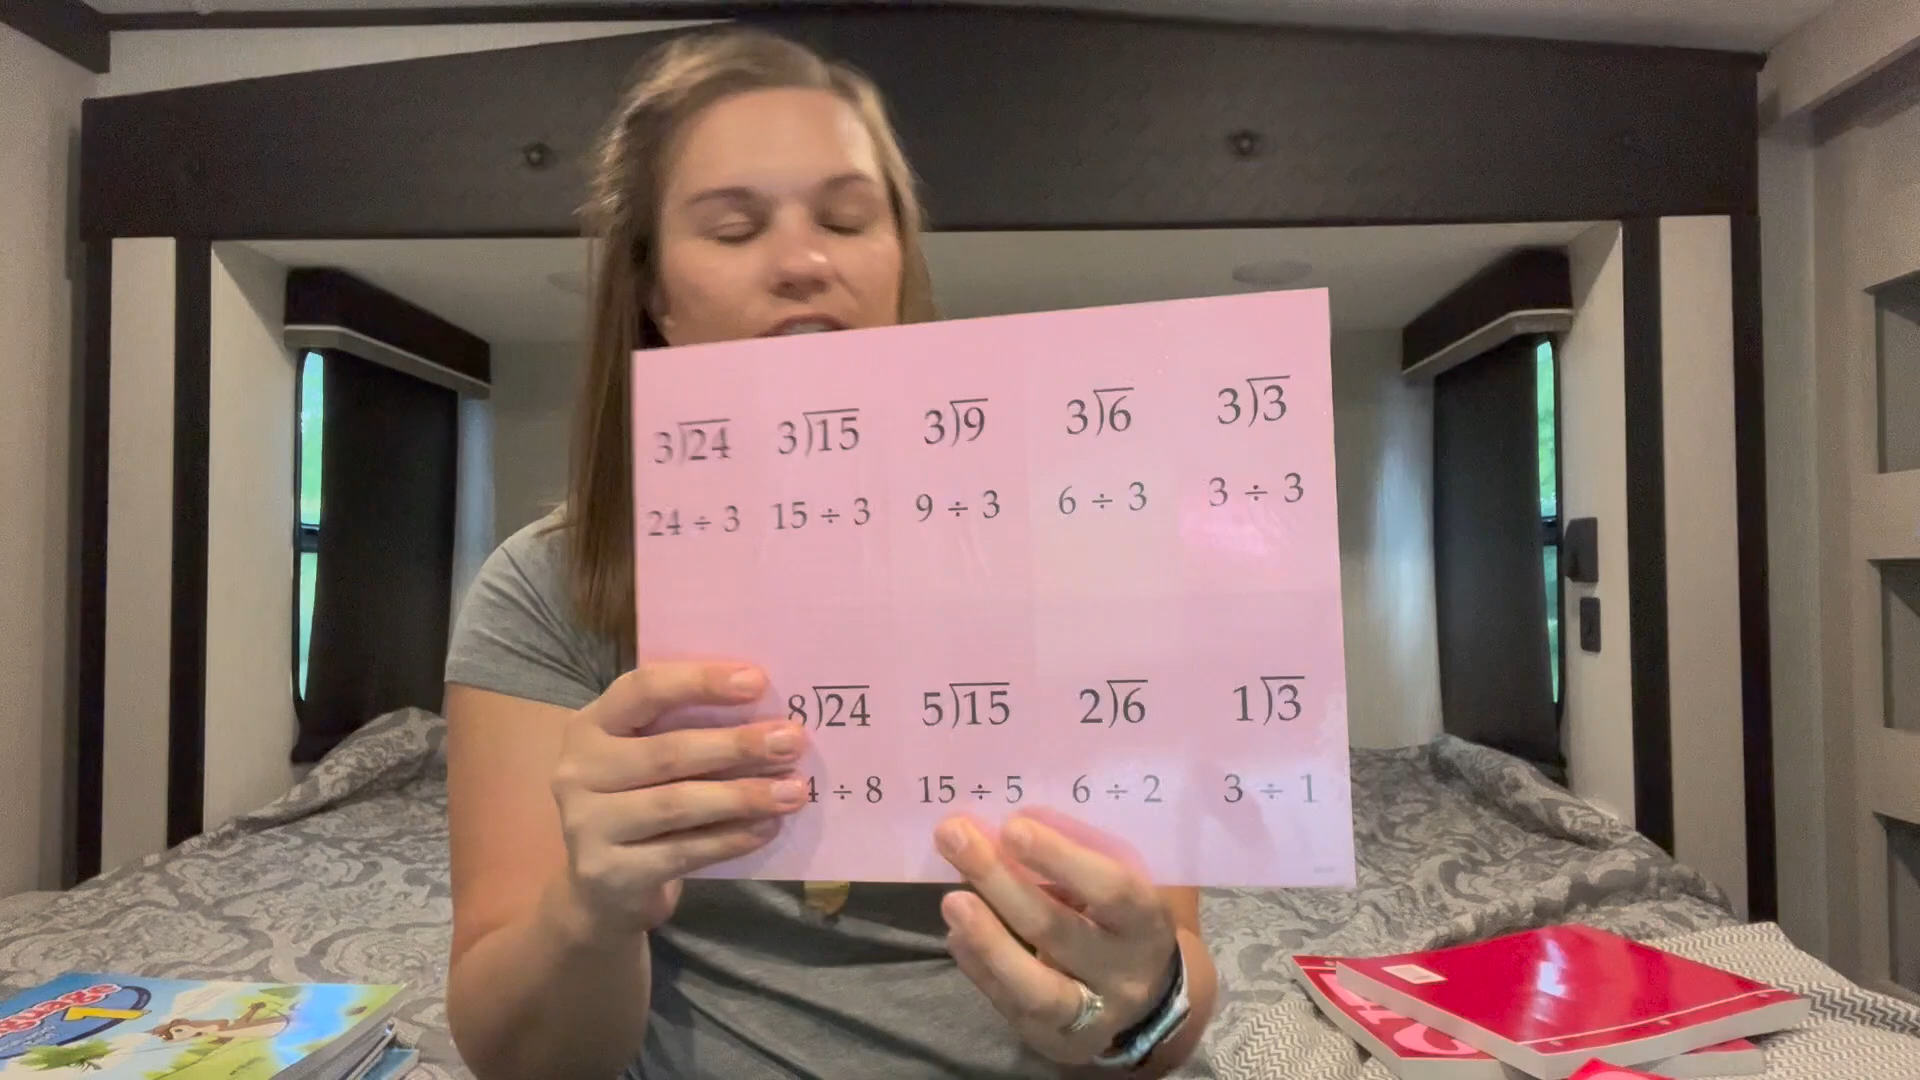 3)24 3)15 3)9 3)6 3)3
24 ÷ 3 15 ÷ 3 9 ÷ 3 6 ÷ 3 3 ÷ 3
8)24 5)15 2)6 1)3
4 ÷ 8 15 ÷ 5 6 ÷ 2 3 ÷ 1